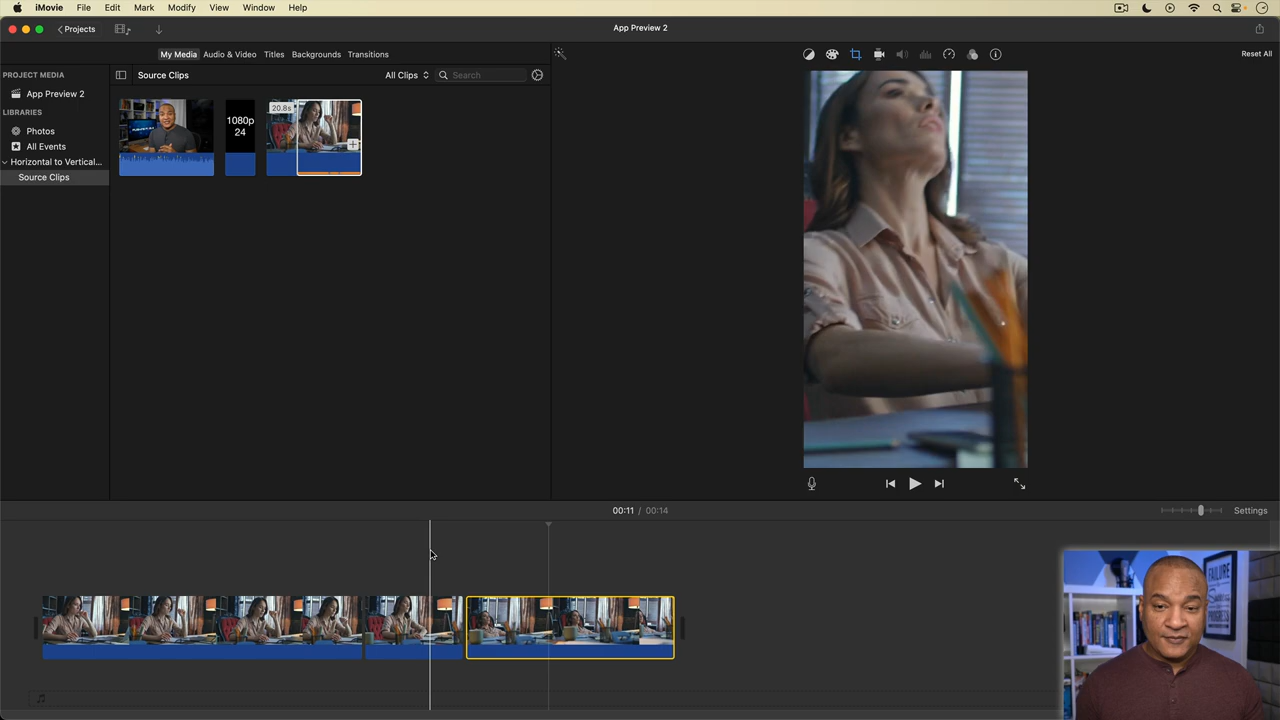 iMovie File Edit Mark Modify View Window Help
Projects
App Preview 2
My Media Audio & Video Titles Backgrounds Transitions
Reset All
PROJECT MEDIA
Source Clips
All Clips
Search
App Preview 2
LIBRARIES
Photos
All Events
Horizontal to Vertical...
Source Clips
20.8s
1080p
24
00:11 / 00:14
Settings
FAILURE